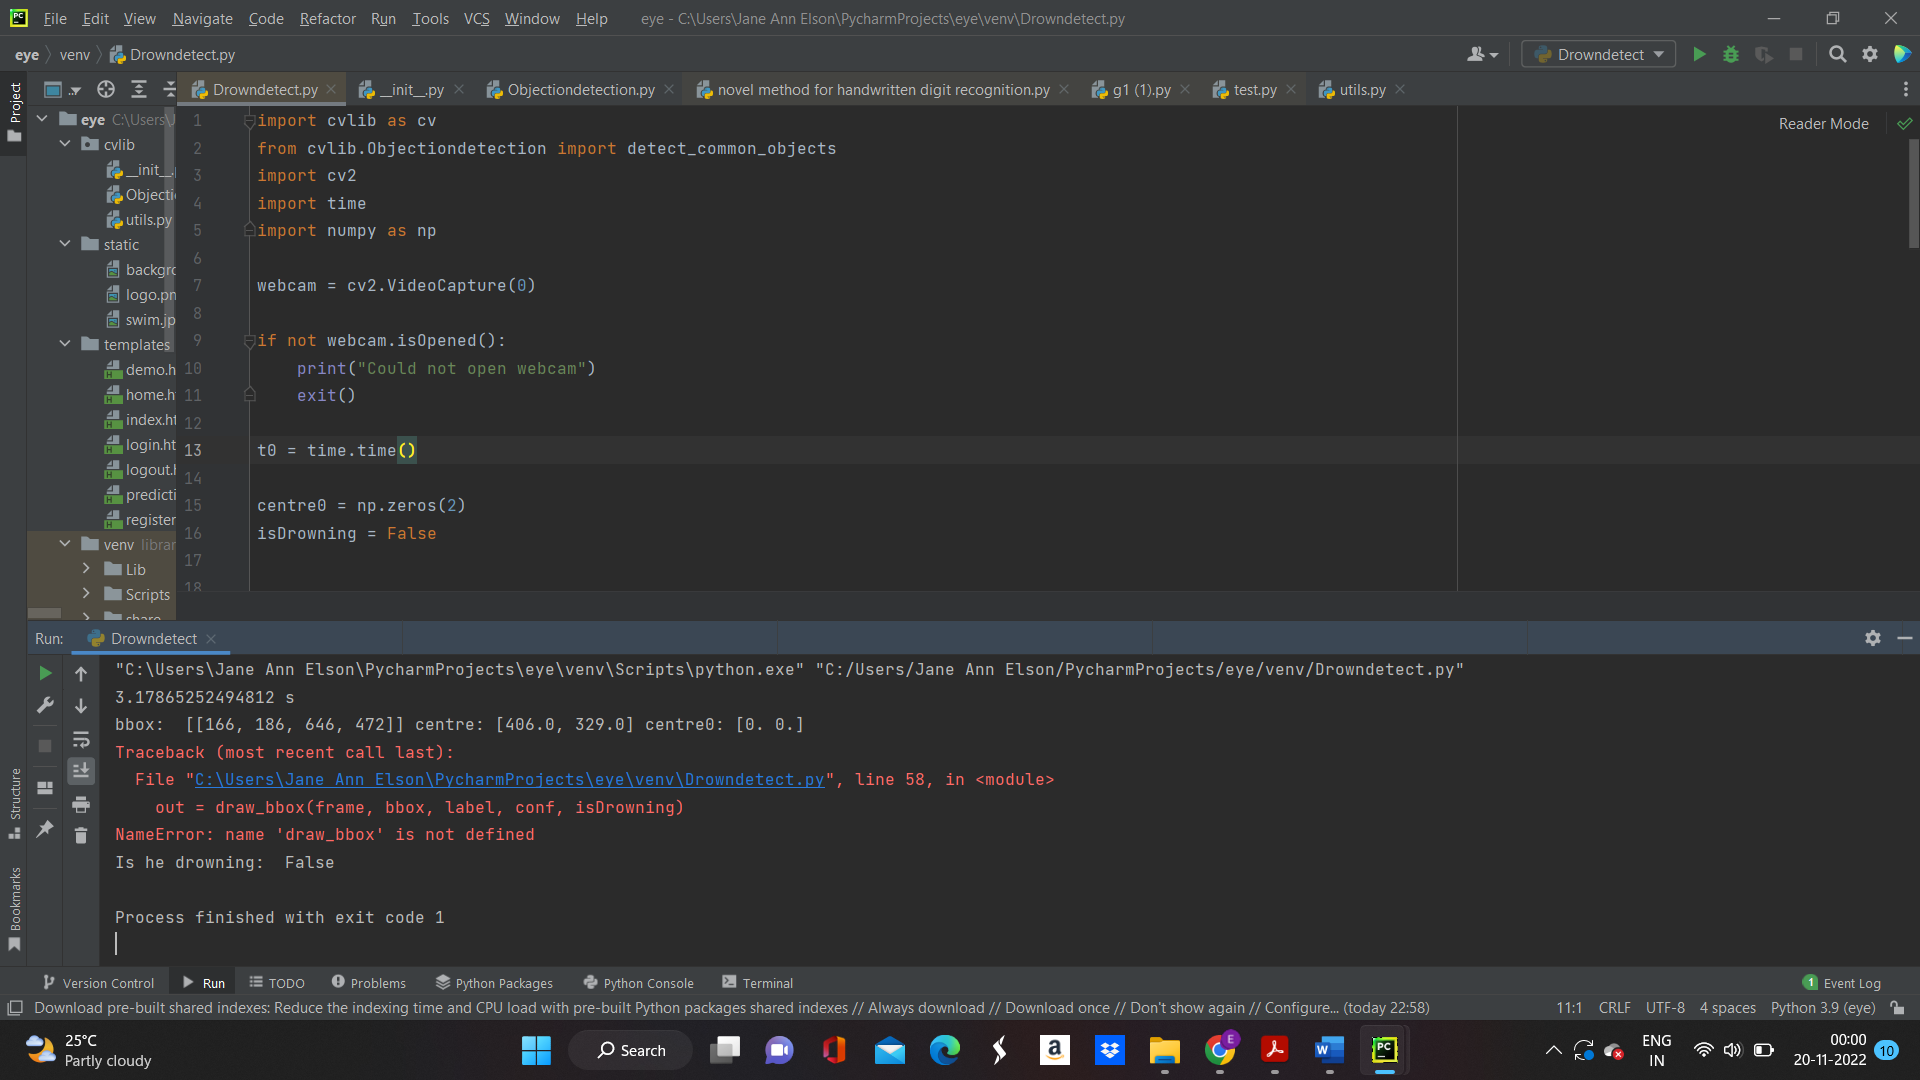 File Edit View Navigate Code Refactor Run Tools VCS Window Help eye - C:\Users\Jane Ann Elson\PycharmProjects\eye\venv\Drowndetect.py
eye venv Drowndetect.py Drowndetect
Project
Drowndetect.py __init__.py Objectiondetection.py novel method for handwritten digit recognition.py g1 (1).py test.py utils.py
eye C:\Users\
cvlib
__init__.
Objecti
utils.py
static
backgro
logo.pn
swim.jp
templates
demo.h
home.h
index.ht
login.ht
logout.h
predicti
register
venv librar
Lib
Scripts
share
Reader Mode
1 import cvlib as cv
2 from cvlib.Objectiondetection import detect_common_objects
3 import cv2
4 import time
5 import numpy as np
6
7 webcam = cv2.VideoCapture(0)
8
9 if not webcam.isOpened():
10 print("Could not open webcam")
11 exit()
12
13 t0 = time.time()
14
15 centre0 = np.zeros(2)
16 isDrowning = False
17
18
Run: Drowndetect
"C:\Users\Jane Ann Elson\PycharmProjects\eye\venv\Scripts\python.exe" "C:/Users/Jane Ann Elson/PycharmProjects/eye/venv/Drowndetect.py"
3.17865252494812 s
bbox:  [[166, 186, 646, 472]] centre: [406.0, 329.0] centre0: [0. 0.]
Traceback (most recent call last):
File "C:\Users\Jane Ann Elson\PycharmProjects\eye\venv\Drowndetect.py", line 58, in <module>
out = draw_bbox(frame, bbox, label, conf, isDrowning)
NameError: name 'draw_bbox' is not defined
Is he drowning:  False
Process finished with exit code 1
Structure
Bookmarks
Version Control Run TODO Problems Python Packages Python Console Terminal 1 Event Log
Download pre-built shared indexes: Reduce the indexing time and CPU load with pre-built Python packages shared indexes // Always download // Download once // Don't show again // Configure... (today 22:58) 11:1 CRLF UTF-8 4 spaces Python 3.9 (eye)
25°C
Partly cloudy
Search
ENG
IN
00:00
20-11-2022
10